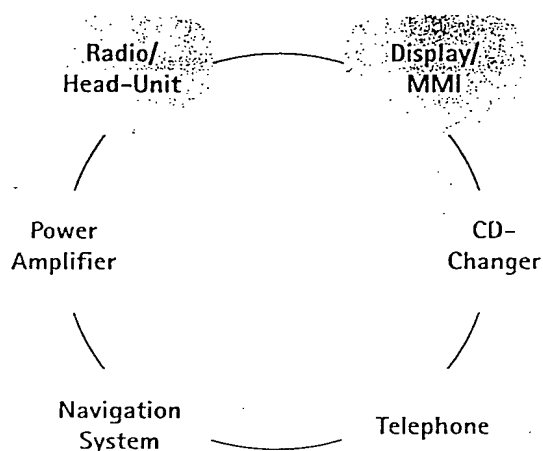 Radio/
Head-Unit
Display/
MMI
Power
Amplifier
CD-
Changer
Navigation
System
Telephone